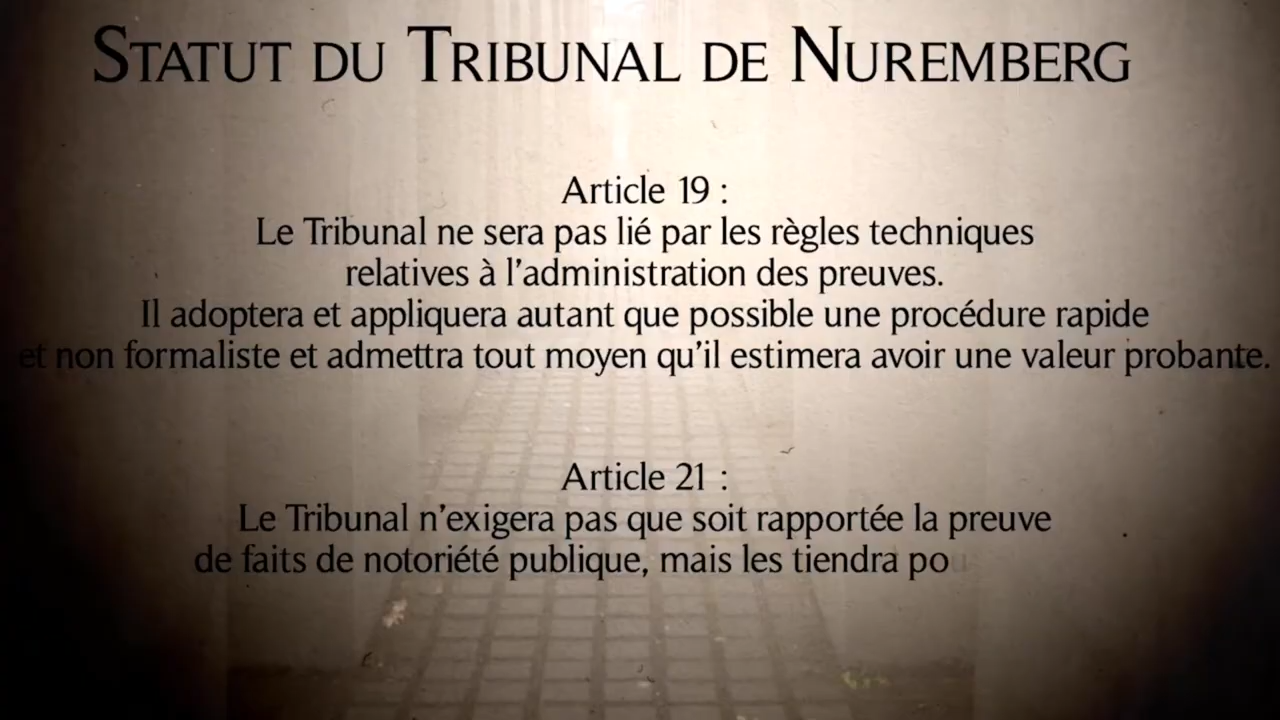 STATUT DU TRIBUNAL DE NUREMBERG
Article 19 :
Le Tribunal ne sera pas lié par les règles techniques
relatives à l'administration des preuves.
Il adoptera et appliquera autant que possible une procédure rapide
et non formaliste et admettra tout moyen qu'il estimera avoir une valeur probante.
Article 21 :
Le Tribunal n'exigera pas que soit rapportée la preuve
de faits de notoriété publique, mais les tiendra pou